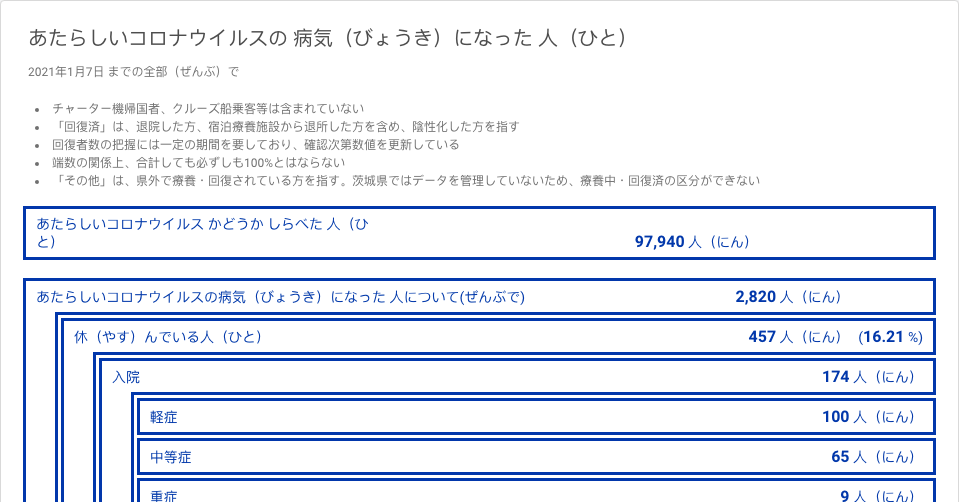 あたらしいコロナウイルスの 病気（びょうき）になった 人（ひと）
2021年1月7日 までの全部（ぜんぶ）で
• チャーター機帰国者、クルーズ船乗客等は含まれていない
• 「回復済」は、退院した方、宿泊療養施設から退所した方を含め、陰性化した方を指す
• 回復者数の把握には一定の期間を要しており、確認次第数値を更新している
• 端数の関係上、合計しても必ずしも100%とはならない
• 「その他」は、県外で療養・回復されている方を指す。茨城県ではデータを管理していないため、療養中・回復済の区分ができない
あたらしいコロナウイルス かどうか しらべた 人（ひ
と） 97,940 人（にん）
あたらしいコロナウイルスの病気（びょうき）になった 人について(ぜんぶで) 2,820 人（にん）
休（やす）んでいる人（ひと） 457 人（にん） (16.21 %)
入院 174 人（にん）
軽症 100 人（にん）
中等症 65 人（にん）
重症 9 人（にん）